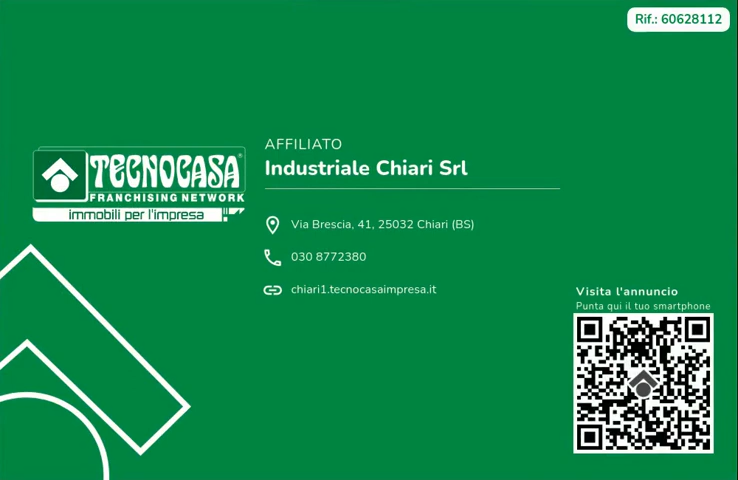 Rif.: 60628112
AFFILIATO
Industriale Chiari Srl
TECNOCASA
FRANCHISING NETWORK
immobili per l'impresa
Via Brescia, 41, 25032 Chiari (BS)
030 8772380
chiari1.tecnocasaimpresa.it
Visita l'annuncio
Punta qui il tuo smartphone